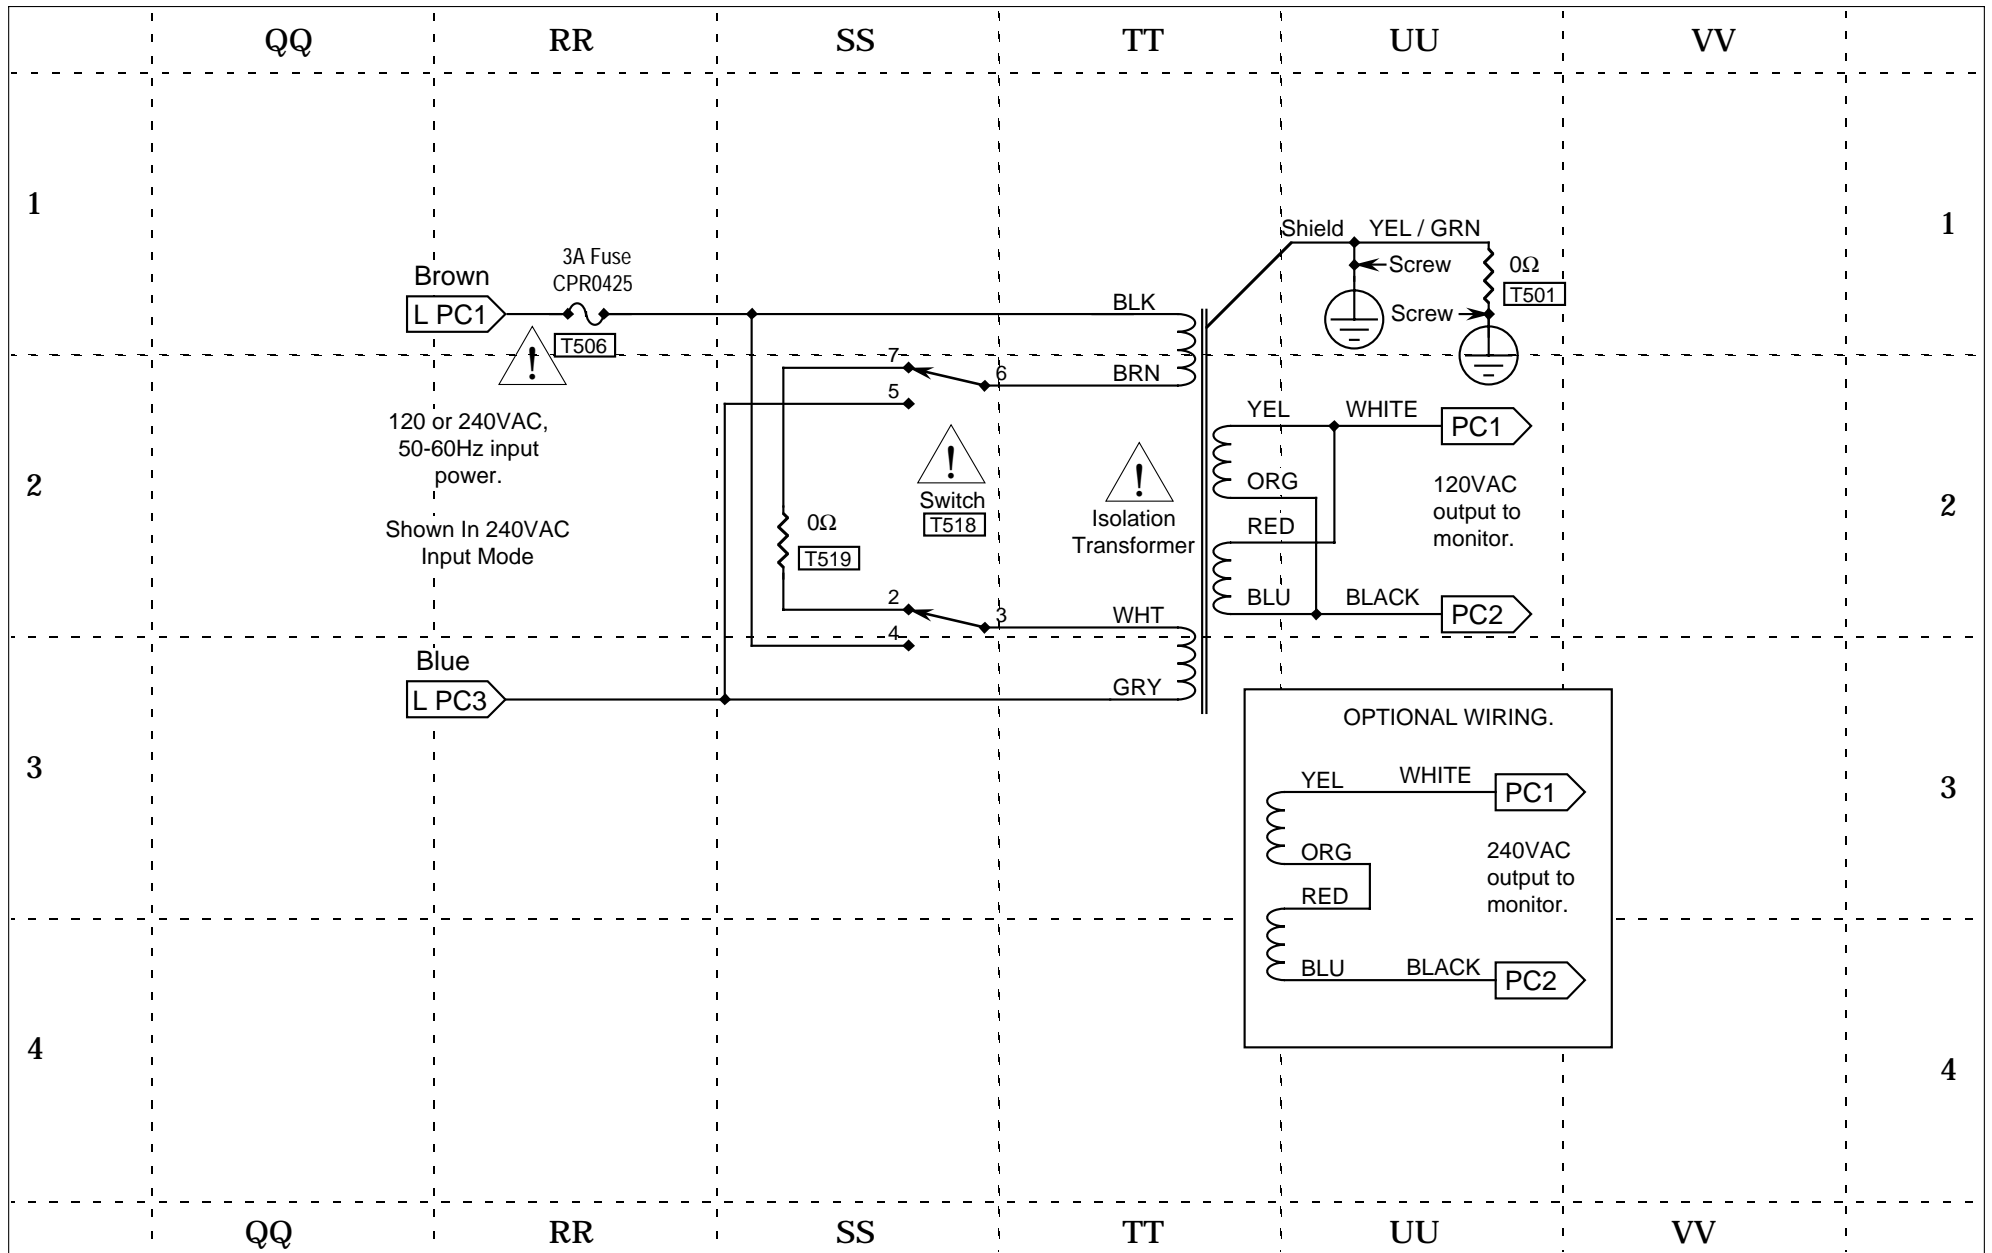 QQ RR SS TT UU VV
1
1
Shield YEL / GRN
3A Fuse
CPR0425
Brown
L PC1
T506
!
BLK
Screw
Screw
0Ω
T501
7
6
5
BRN
120 or 240VAC,
50-60Hz input
power.
Shown In 240VAC
Input Mode
2
2
!
Switch
T518
0Ω
T519
!
Isolation
Transformer
YEL WHITE
PC1
ORG
RED
120VAC
output to
monitor.
BLU BLACK
PC2
2
3
4
WHT
Blue
L PC3
GRY
3
3
OPTIONAL WIRING.
YEL WHITE
PC1
ORG
RED
240VAC
output to
monitor.
BLU BLACK
PC2
4
4
QQ RR SS TT UU VV